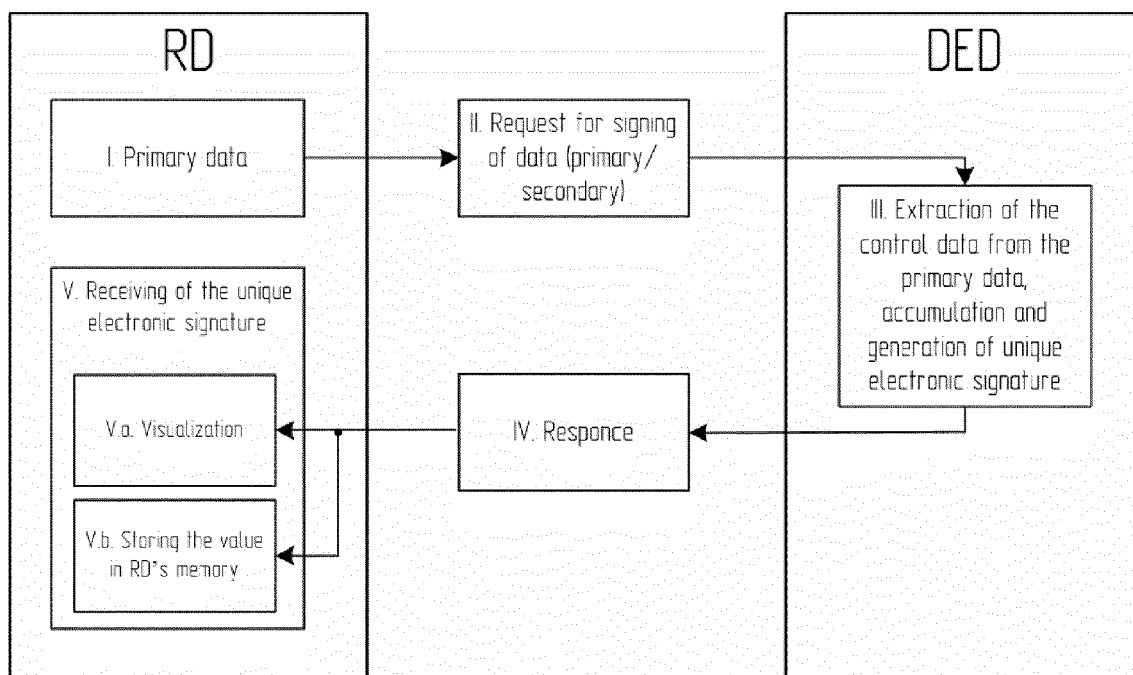 RD
DED
I. Primary data
II. Request for signing
of data (primary/
secondary)
III. Extraction of the
control data from the
primary data,
accumulation and
generation of unique
electronic signature
IV. Responce
V. Receiving of the unique
electronic signature
V.a. Visualization
V.b. Storing the value
in RD's memory